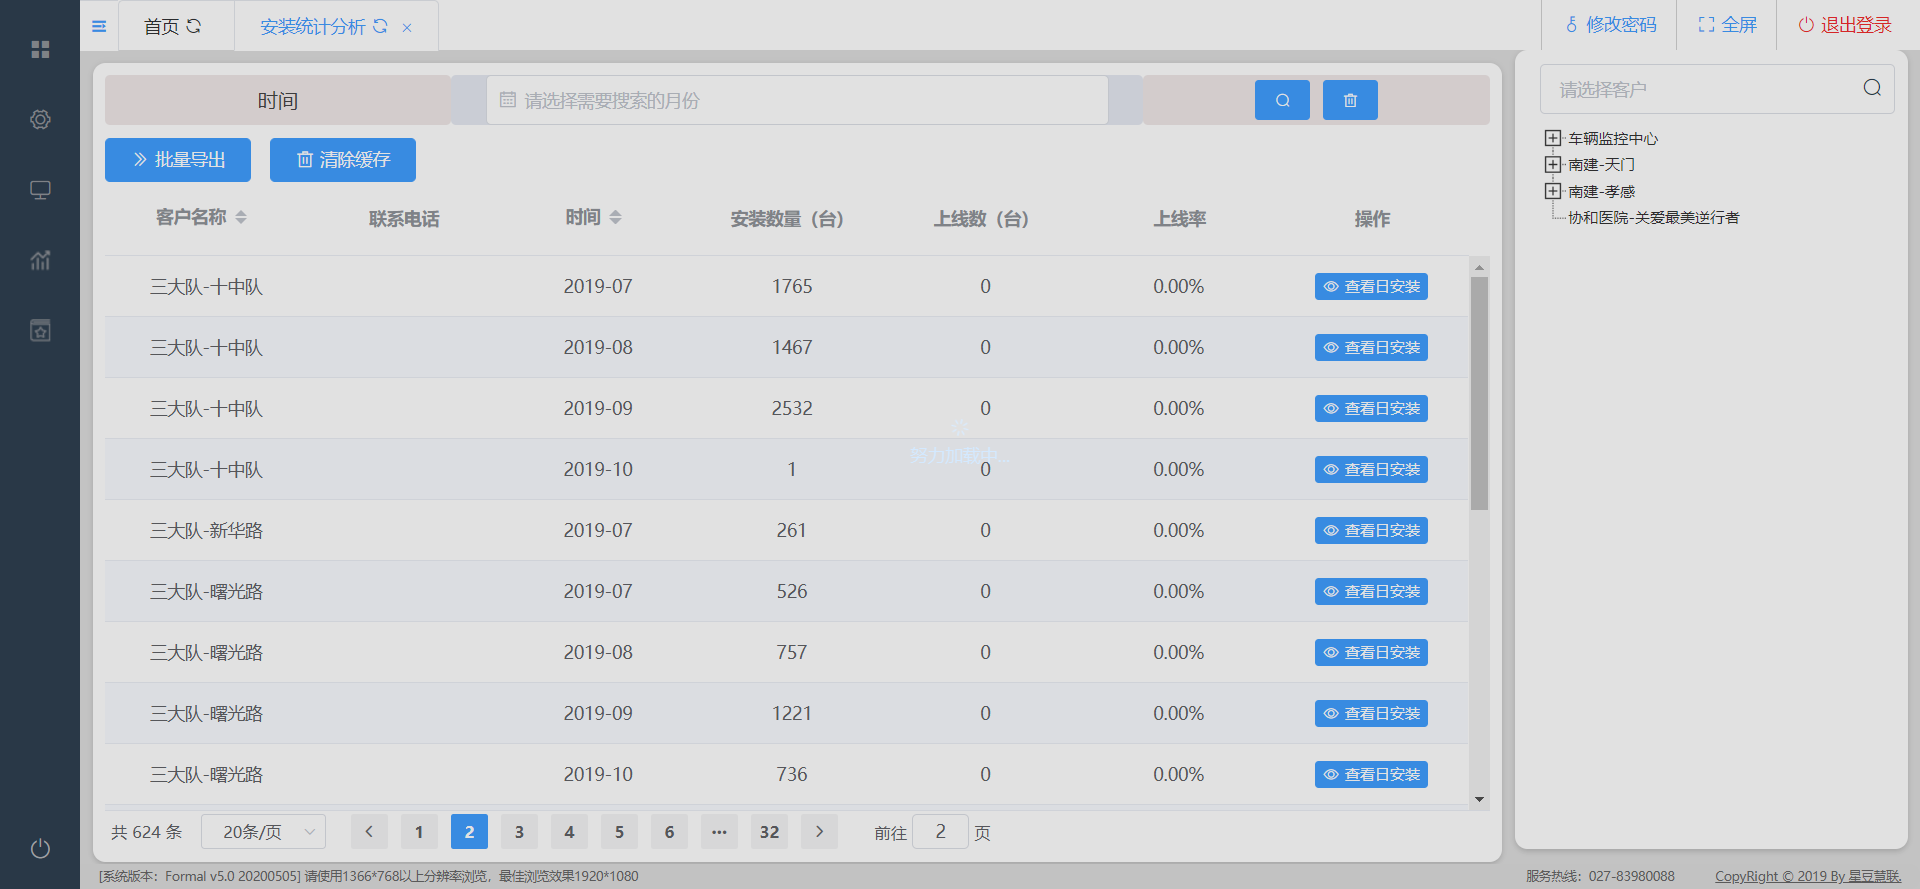 首页
安装统计分析
修改密码
全屏
退出登录
时间
请选择需要搜索的月份
批量导出
清除缓存
客户名称 联系电话 时间 安装数量（台） 上线数（台） 上线率 操作
三大队-十中队 2019-07 1765 0 0.00% 查看日安装
三大队-十中队 2019-08 1467 0 0.00% 查看日安装
三大队-十中队 2019-09 2532 0 0.00% 查看日安装
努力加载中...
三大队-十中队 2019-10 1 0 0.00% 查看日安装
三大队-新华路 2019-07 261 0 0.00% 查看日安装
三大队-曙光路 2019-07 526 0 0.00% 查看日安装
三大队-曙光路 2019-08 757 0 0.00% 查看日安装
三大队-曙光路 2019-09 1221 0 0.00% 查看日安装
三大队-曙光路 2019-10 736 0 0.00% 查看日安装
共 624 条 20条/页 1 2 3 4 5 6 ··· 32 前往 2 页
请选择客户
车辆监控中心
南建-天门
南建-孝感
协和医院-关爱最美逆行者
[系统版本：Formal v5.0 20200505] 请使用1366*768以上分辨率浏览，最佳浏览效果1920*1080
服务热线：027-83980088
CopyRight © 2019 By 星豆慧联.